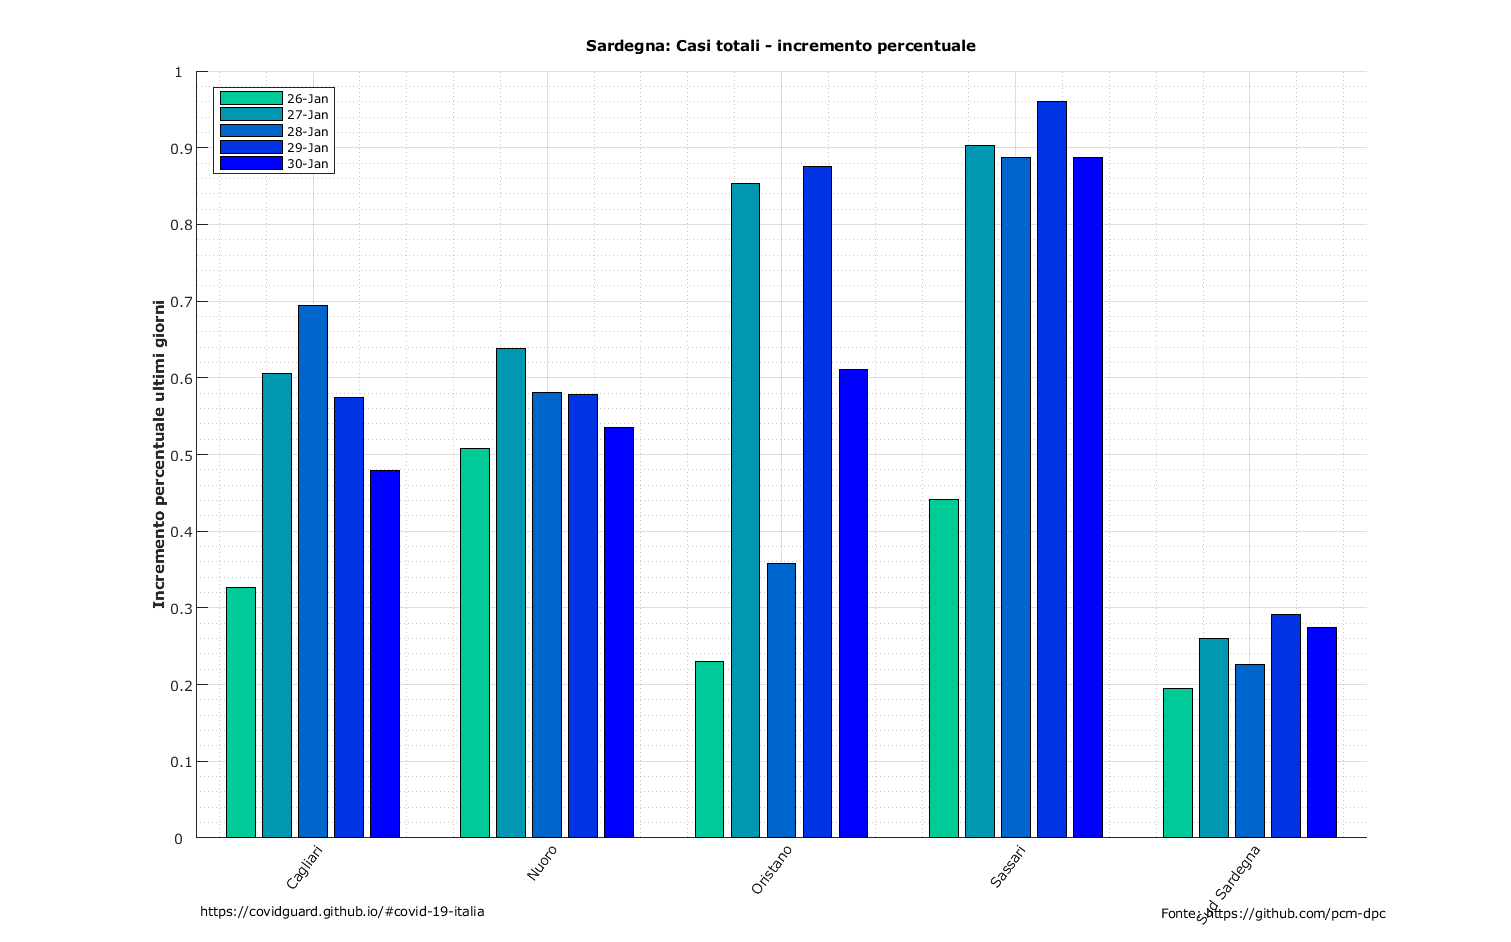 Sardegna: Casi totali - incremento percentuale
1
0.9
0.8
0.7
0.6
0.5
0.4
0.3
0.2
0.1
0
Incremento percentuale ultimi giorni
26-Jan
27-Jan
28-Jan
29-Jan
30-Jan
Cagliari
Nuoro
Oristano
Sassari
Sud Sardegna
https://covidguard.github.io/#covid-19-italia
Fonte: https://github.com/pcm-dpc